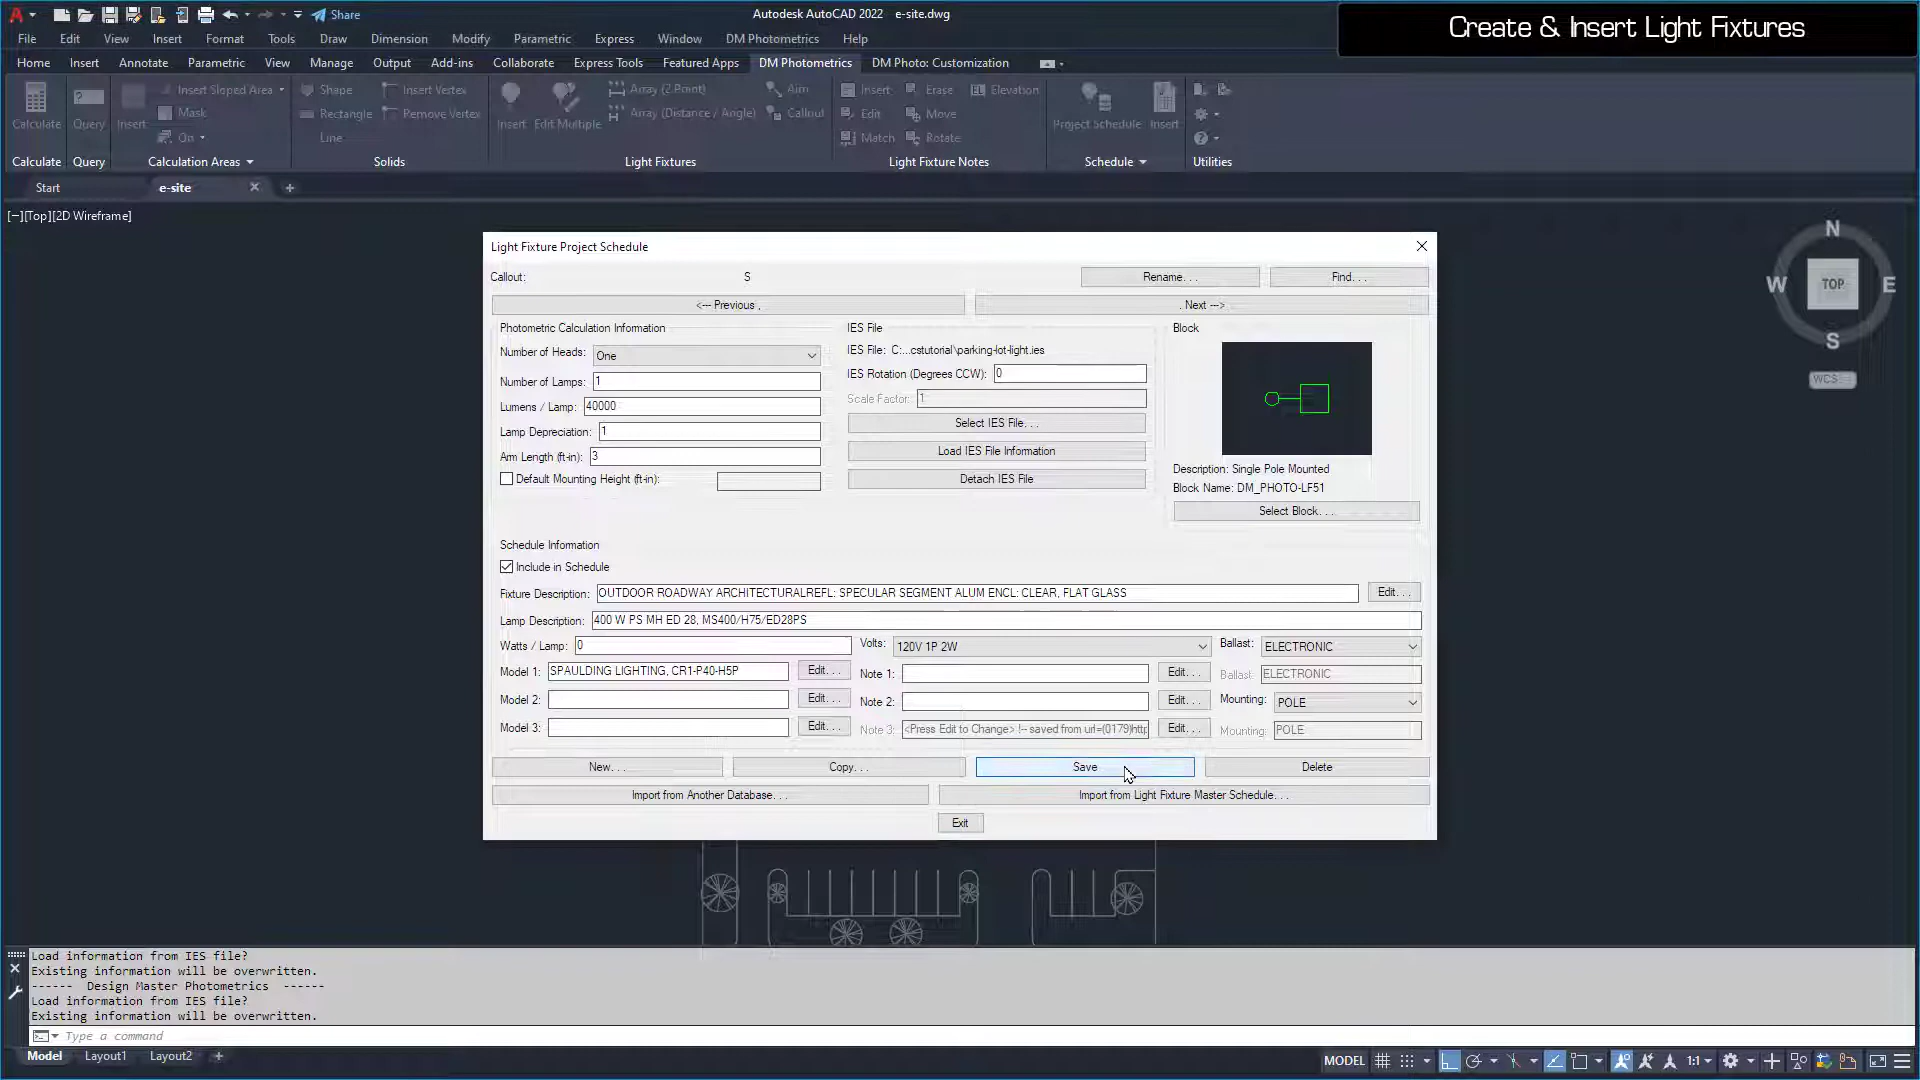 Share
Autodesk AutoCAD 2022 e-site.dwg
Create & Insert Light Fixtures
File Edit View Insert Format Tools Draw Dimension Modify Parametric Express Window DM Photometrics Help
Home Insert Annotate Parametric View Manage Output Add-ins Collaborate Express Tools Featured Apps DM Photometrics DM Photo: Customization
Insert Sloped Area Shape Insert Vertex Array (2 Point) Aim Insert Erase Elevation
Mask Rectangle Remove Vertex Array (Distance / Angle) Callout Edit Move
Calculate Query Insert On Line Insert Edit Multiple Match Rotate Project Schedule Insert
Calculate Query Calculation Areas Solids Light Fixtures Light Fixture Notes Schedule Utilities
Start e-site
[−][Top][2D Wireframe]
N
W TOP E
S
WCS
Light Fixture Project Schedule
Callout: S Rename. . . Find. . .
<--- Previous . . Next --->
Photometric Calculation Information IES File Block
Number of Heads: One
IES File: C:...cstutorial\parking-lot-light.ies
Number of Lamps: 1
IES Rotation (Degrees CCW): 0
Lumens / Lamp: 40000
Scale Factor: 1
Lamp Depreciation: 1
Select IES File. . .
Arm Length (ft-in): 3
Load IES File Information
Default Mounting Height (ft-in):
Detach IES File
Description: Single Pole Mounted
Block Name: DM_PHOTO-LF51
Select Block. . .
Schedule Information
Include in Schedule
Fixture Description: OUTDOOR ROADWAY ARCHITECTURALREFL: SPECULAR SEGMENT ALUM ENCL: CLEAR, FLAT GLASS Edit. . .
Lamp Description: 400 W PS MH ED 28, MS400/H75/ED28PS
Watts / Lamp: 0 Volts: 120V 1P 2W Ballast: ELECTRONIC
Model 1: SPAULDING LIGHTING, CR1-P40-H5P Edit. . . Note 1: Edit. . . Ballast: ELECTRONIC
Model 2: Edit. . . Note 2: Edit. . . Mounting: POLE
Model 3: Edit. . . Note 3: <Press Edit to Change> !-- saved from url=(0179)http Edit. . . Mounting: POLE
New. . . Copy. . . Save Delete
Import from Another Database. . . Import from Light Fixture Master Schedule. . .
Exit
Load information from IES file?
Existing information will be overwritten.
------ Design Master Photometrics ------
Load information from IES file?
Existing information will be overwritten.
Type a command
Model Layout1 Layout2 + MODEL 1:1